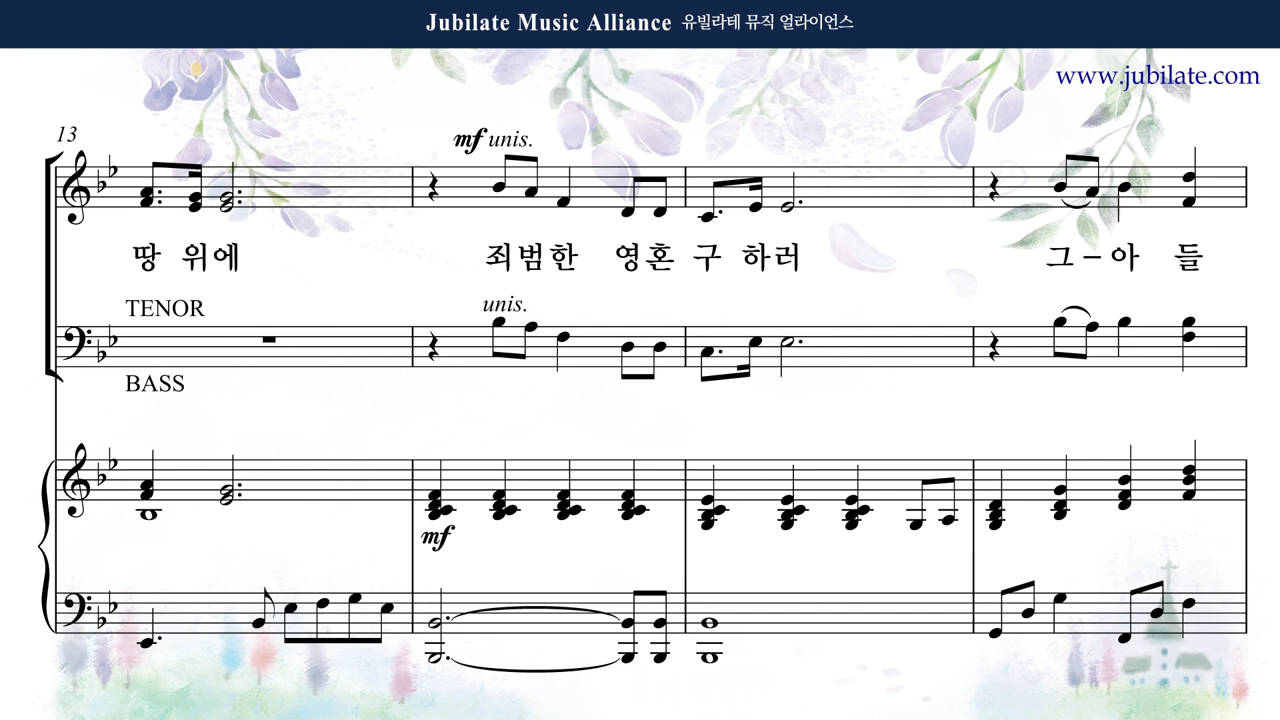 Jubilate Music Alliance 유빌라테 뮤직 얼라이언스
www.jubilate.com
13
mf unis.
땅 위에 죄범한 영혼 구 하러 그-아 들
TENOR
unis.
BASS
mf